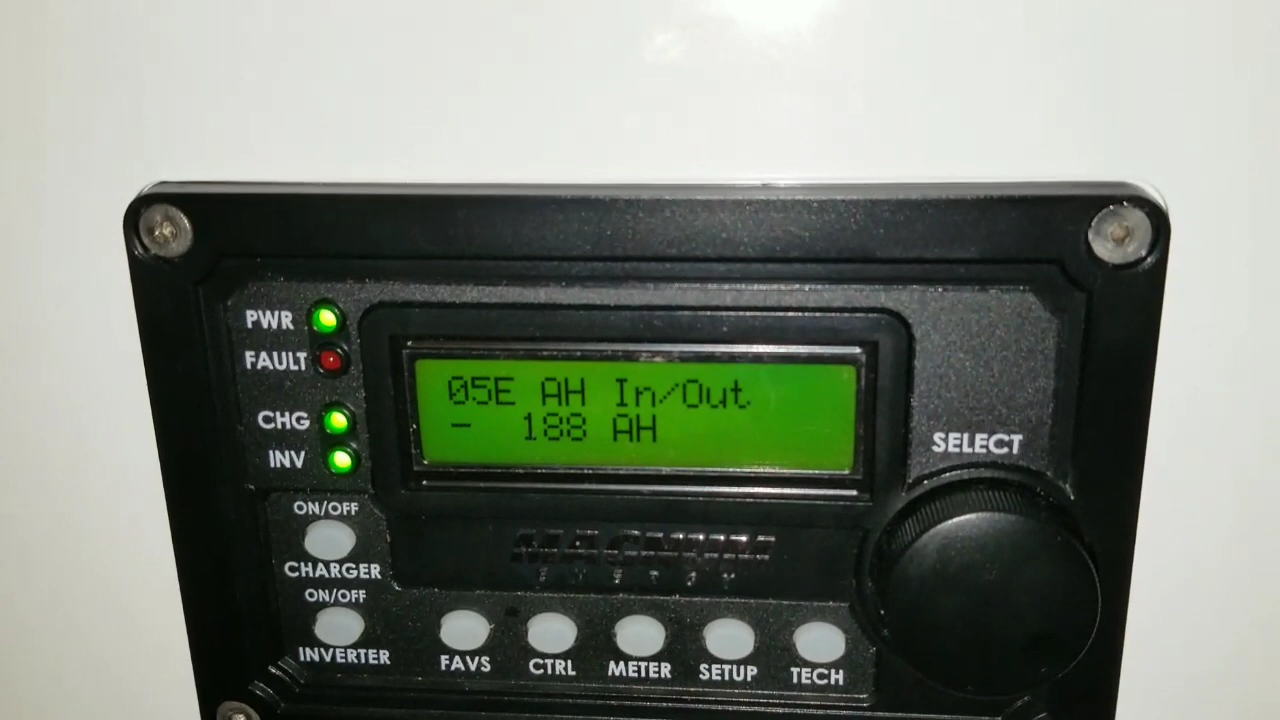 PWR
FAULT
CHG
INV
05E AH In/Out
- 188 AH
SELECT
ON/OFF
CHARGER
ON/OFF
INVERTER
MAGNUM
FAVS
CTRL
METER
SETUP
TECH